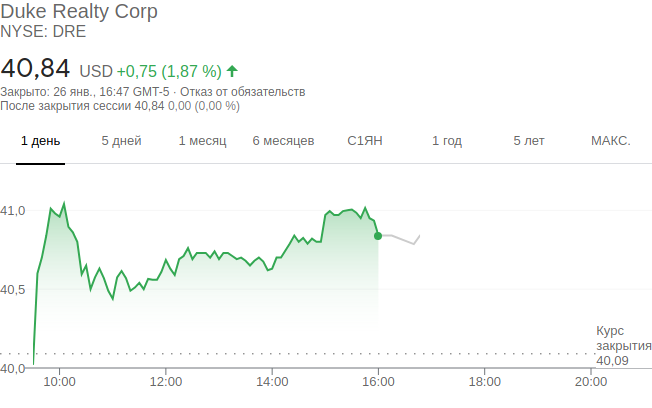 Duke Realty Corp
NYSE: DRE
40,84 USD +0,75 (1,87 %)
Закрыто: 26 янв., 16:47 GMT-5 · Отказ от обязательств
После закрытия сессии 40,84 0,00 (0,00 %)
1 день 5 дней 1 месяц 6 месяцев С1ЯН 1 год 5 лет МАКС.
41,0
40,5
Курс
закрытия
40,09
40,0
10:00 12:00 14:00 16:00 18:00 20:00